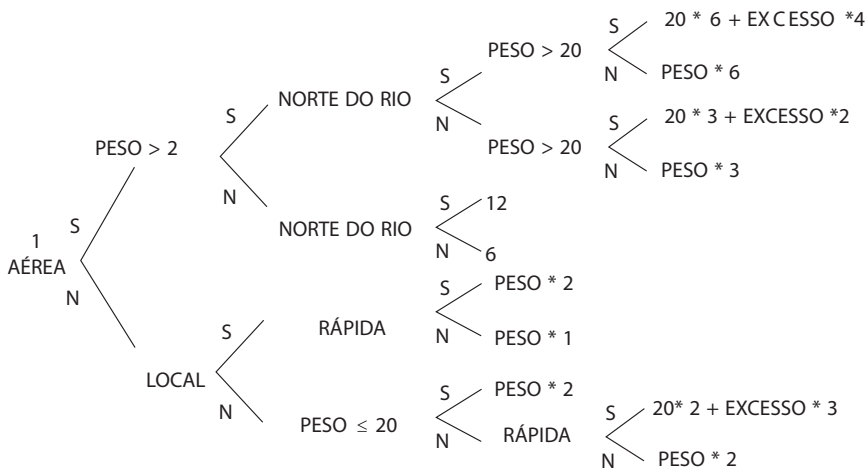 S 20 * 6 + EXCESSO *4
PESO > 20
S N PESO * 6
NORTE DO RIO
S N S 20 * 3 + EXCESSO *2
PESO > 20
PESO > 2 N PESO * 3
N S 12
S NORTE DO RIO
1 N 6
AÉREA
S PESO * 2
N
S RÁPIDA
N PESO * 1
LOCAL
S PESO * 2
N S 20* 2 + EXCESSO * 3
PESO ≤ 20
N RÁPIDA
N PESO * 2